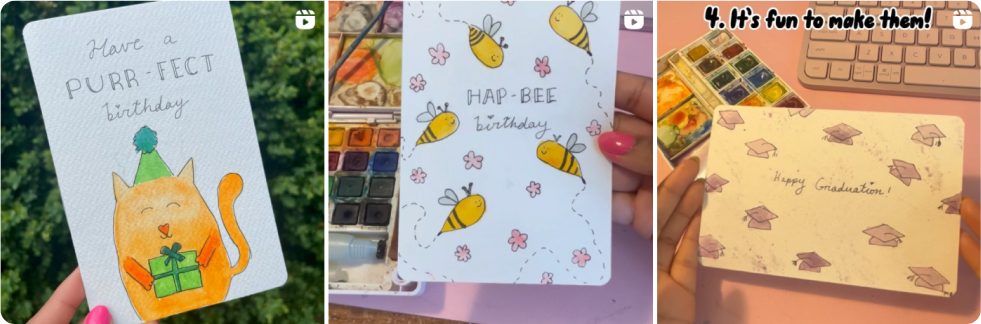 Have a
PURR-FECT
birthday
HAP-BEE
birthday
4. It's fun to make them!
Happy Graduation!